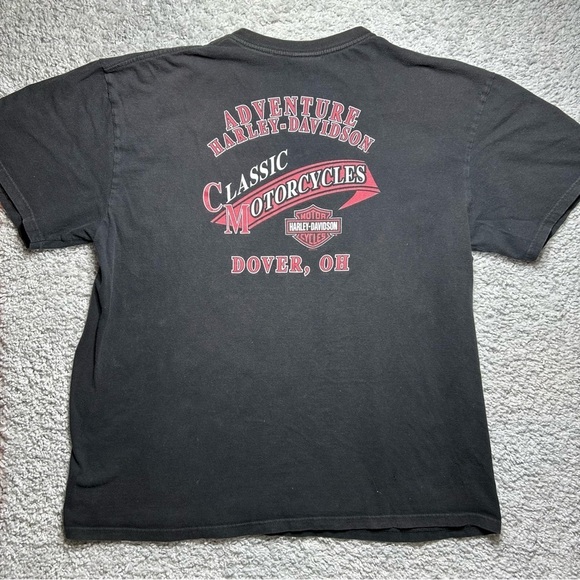 ADVENTURE
HARLEY-DAVIDSON
CLASSIC
MOTORCYCLES
MOTOR
HARLEY-DAVIDSON
CYCLES
DOVER, OH